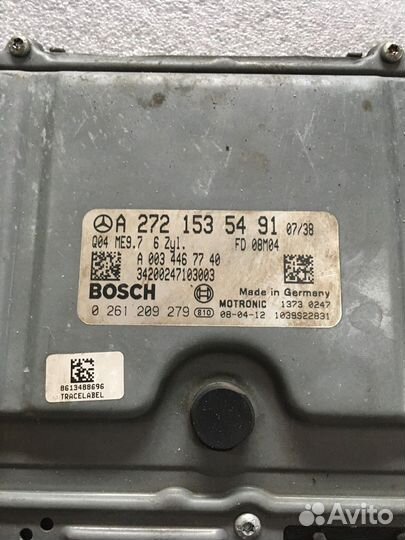 A 272 153 54 91 07/38
Q04 ME9.7 6 Zyl. FD 08M04
A 003 446 77 40
34200247103003
BOSCH Made in Germany
MOTRONIC 1373 0247
0 261 209 279 810 08-04-12 1039S22831
8613488696
TRACELABEL
Avito